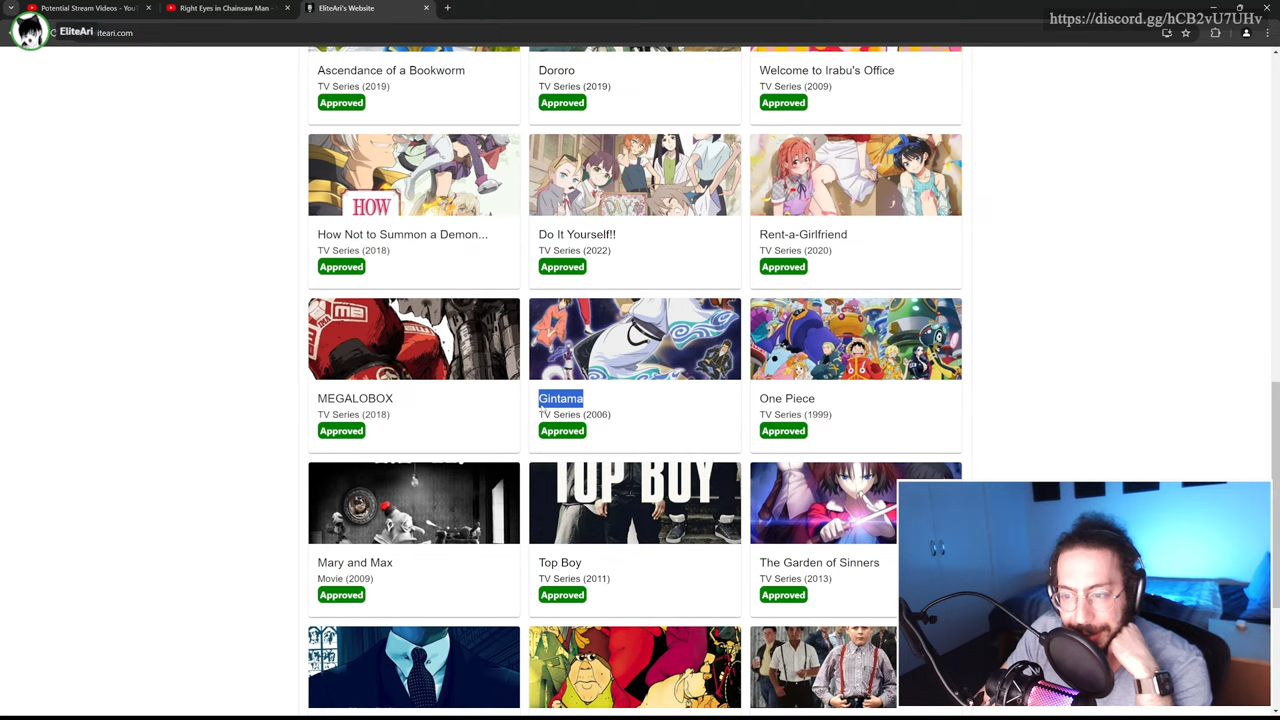 Potential Stream Videos - You
Right Eyes in Chainsaw Man -
EliteAri's Website
https://discord.gg/hCB2vU7UHv
EliteAri
iteari.com
Ascendance of a Bookworm
TV Series (2019)
Approved
Dororo
TV Series (2019)
Approved
Welcome to Irabu's Office
TV Series (2009)
Approved
HOW
How Not to Summon a Demon...
TV Series (2018)
Approved
DIY
Do It Yourself!!
TV Series (2022)
Approved
Rent-a-Girlfriend
TV Series (2020)
Approved
MB
MEGALOBOX
TV Series (2018)
Approved
Gintama
TV Series (2006)
Approved
One Piece
TV Series (1999)
Approved
Mary and Max
Movie (2009)
Approved
TOP BOY
Top Boy
TV Series (2011)
Approved
The Garden of Sinners
TV Series (2013)
Approved